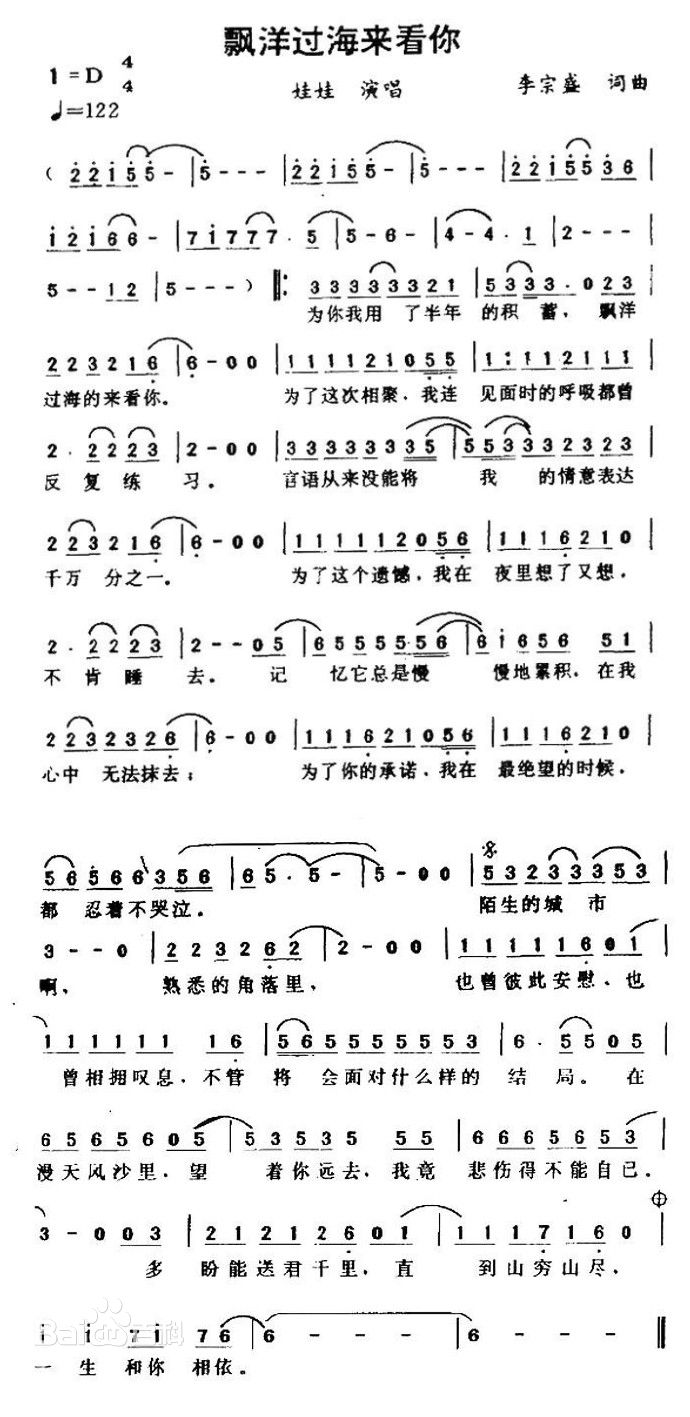 飘洋过海来看你
1=D 4/4
娃娃 演唱 李宗盛 词曲
♩=122
( 2 2 1 5 5 - | 5 - - - | 2 2 1 5 5 - | 5 - - - | 2 2 1 5 5 3 6 |
1 2 1 6 6 - | 7 1 7 7 7 . 5 | 5 - 6 - | 4 - 4 . 1 | 2 - - - |
5 - - 1 2 | 5 - - - ) ‖: 3 3 3 3 3 3 2 1 | 5 3 3 3 . 0 2 3 |
为你我用 了半年 的积 蓄，飘洋
2 2 3 2 1 6 | 6 - 0 0 | 1 1 1 1 2 1 0 5 5 | 1 1 1 1 2 1 1 1 |
过海的来看你。 为了这次相聚，我连 见面时的呼吸都曾
2 . 2 2 2 3 | 2 - 0 0 | 3 3 3 3 3 3 3 3 5 | 5 5 3 3 3 2 3 2 3 |
反复练 习。 言语从来没能将 我 的情意表达
2 2 3 2 1 6 | 6 - 0 0 | 1 1 1 1 1 2 0 5 6 | 1 1 1 6 2 1 0 |
千万 分之一。 为了这个遗憾，我在 夜里想了又想，
2 . 2 2 2 3 | 2 - - 0 5 | 6 5 5 5 5 5 5 6 | 6 1 6 5 6 5 1 |
不 肯 睡 去。 记 忆它总是慢 慢地累积，在我
2 2 3 2 3 2 6 | 6 - 0 0 | 1 1 1 6 2 1 0 5 6 | 1 1 1 6 2 1 0 |
心中 无法抹去； 为了你的承诺，我在 最绝望的时候，
5 6 5 6 6 3 5 6 | 6 5 . 5 - | 5 - 0 0 | 5 3 2 3 3 3 5 3 |
都 忍着不哭泣。 陌生的城 市
3 - - 0 | 2 2 3 2 6 2 | 2 - 0 0 | 1 1 1 1 1 6 0 1 |
啊， 熟悉的角落里， 也曾彼此安慰，也
1 1 1 1 1 1 1 6 | 5 6 5 5 5 5 5 5 3 | 6 . 5 5 0 5 |
曾相拥叹息，不管 将 会面对什么样的 结 局。在
6 5 6 5 6 0 5 | 5 3 5 3 5 5 5 | 6 6 6 5 6 5 3 |
漫天风沙里，望 着你远去，我竟 悲伤得不能自已。
3 - 0 0 3 | 2 1 2 1 2 6 0 1 | 1 1 1 7 1 6 0 |
多 盼能送君千里，直 到山穷山尽，
1 1 7 1 7 6 | 6 - - - | 6 - - - ‖
一 生 和你 相依。
Baidu百科